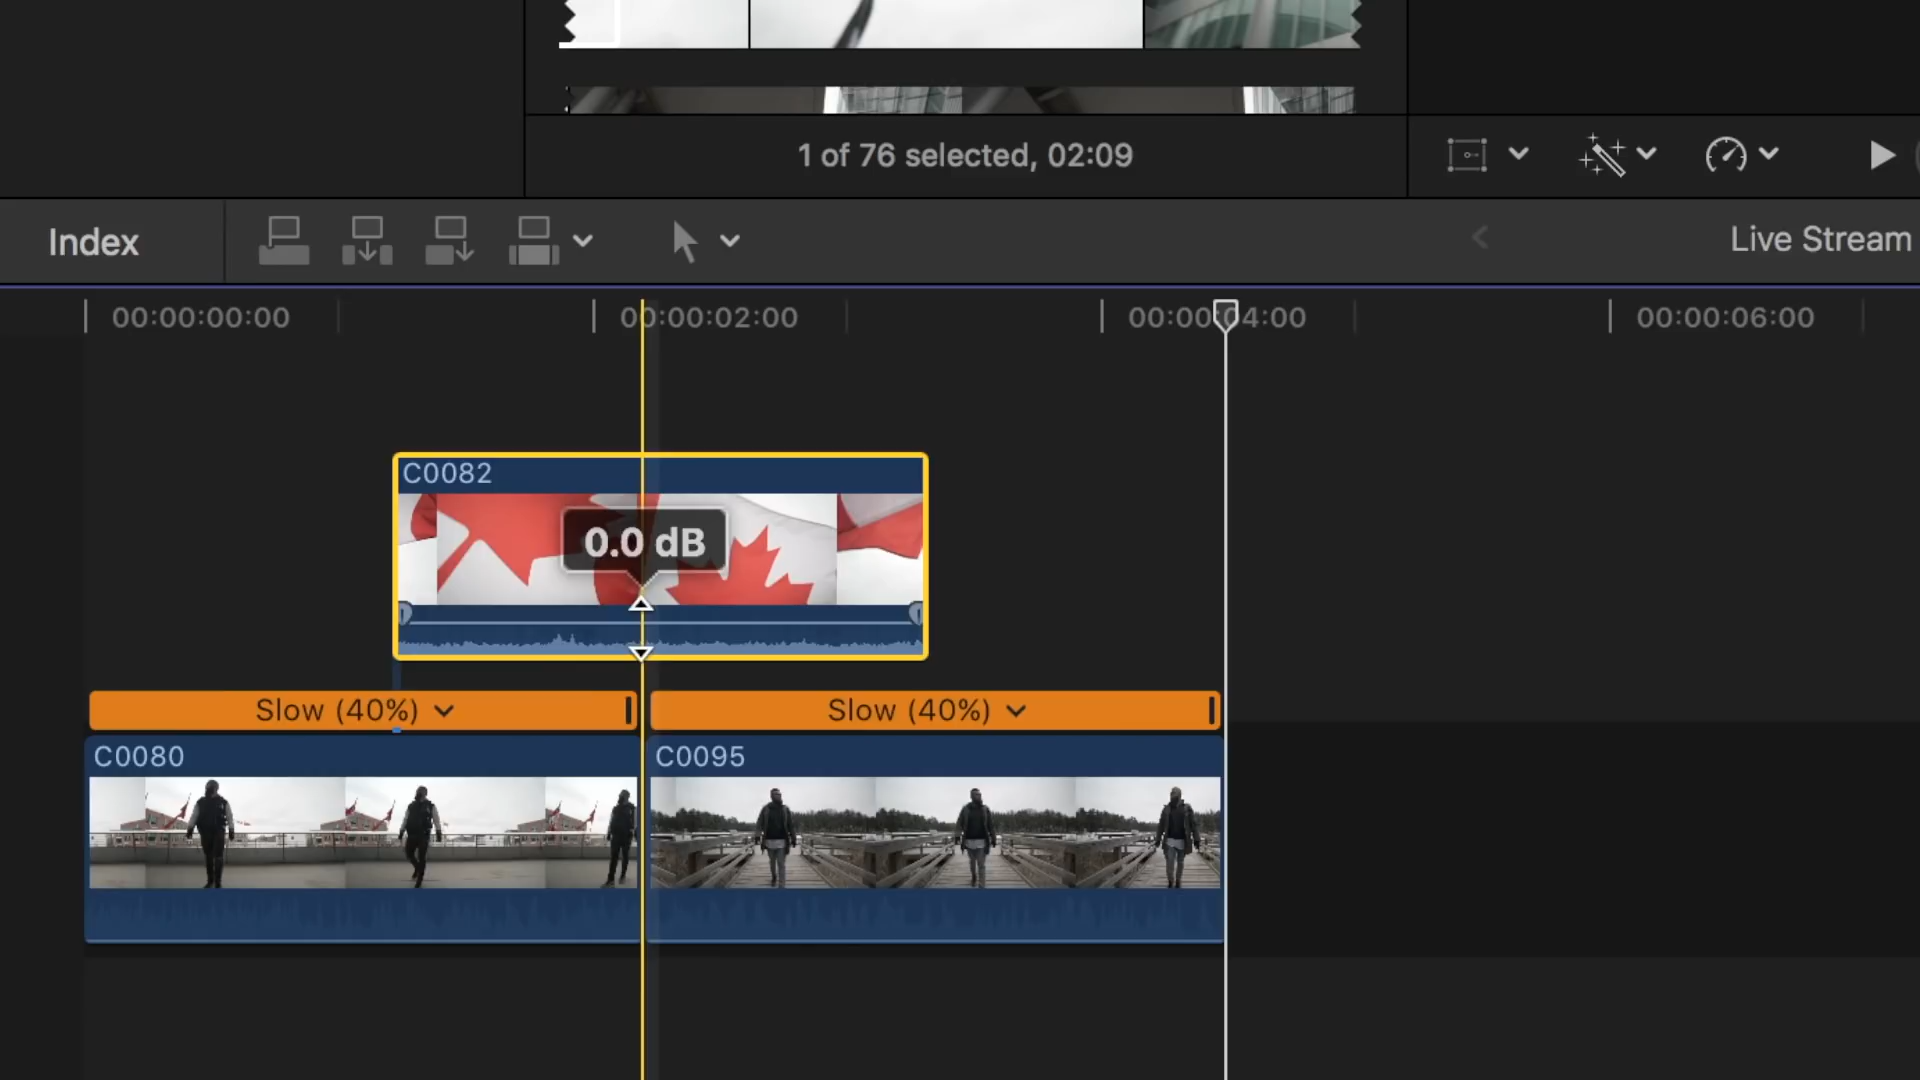 1 of 76 selected, 02:09
Index
Live Stream
00:00:00:00
00:00:02:00
00:00:04:00
00:00:06:00
C0082
0.0 dB
Slow (40%)
Slow (40%)
C0080
C0095